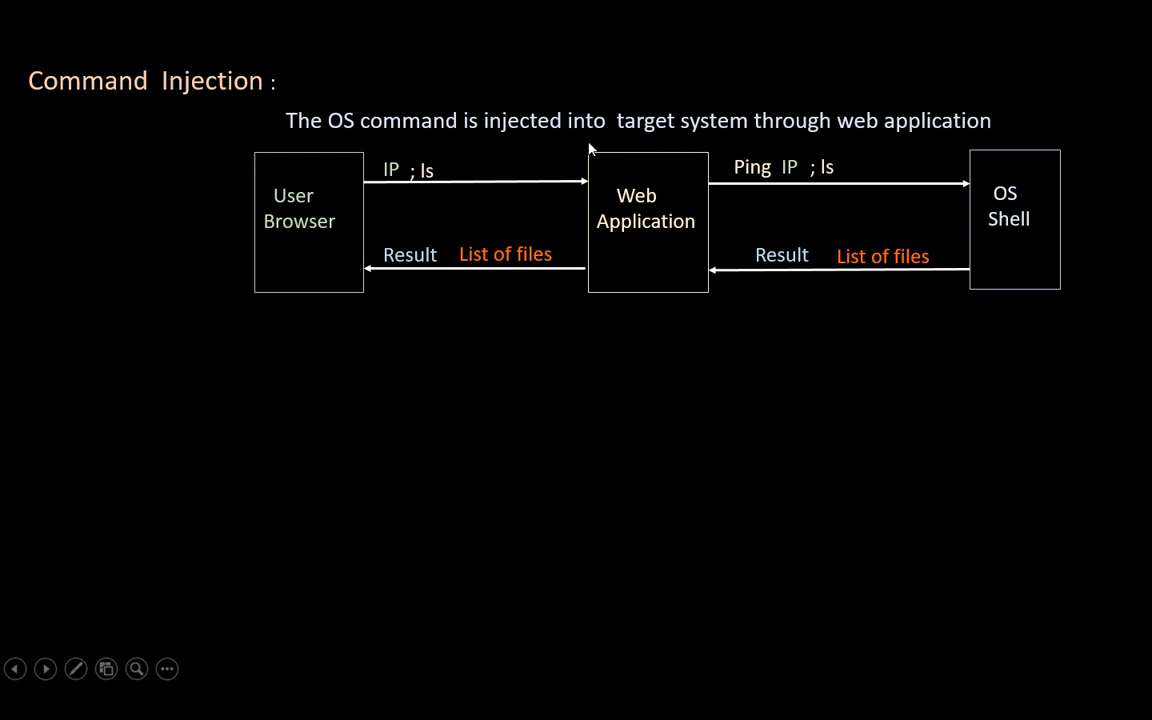 Command Injection :
The OS command is injected into target system through web application
IP ; ls
Ping IP ; ls
User
Browser
Web
Application
OS
Shell
Result List of files
Result List of files